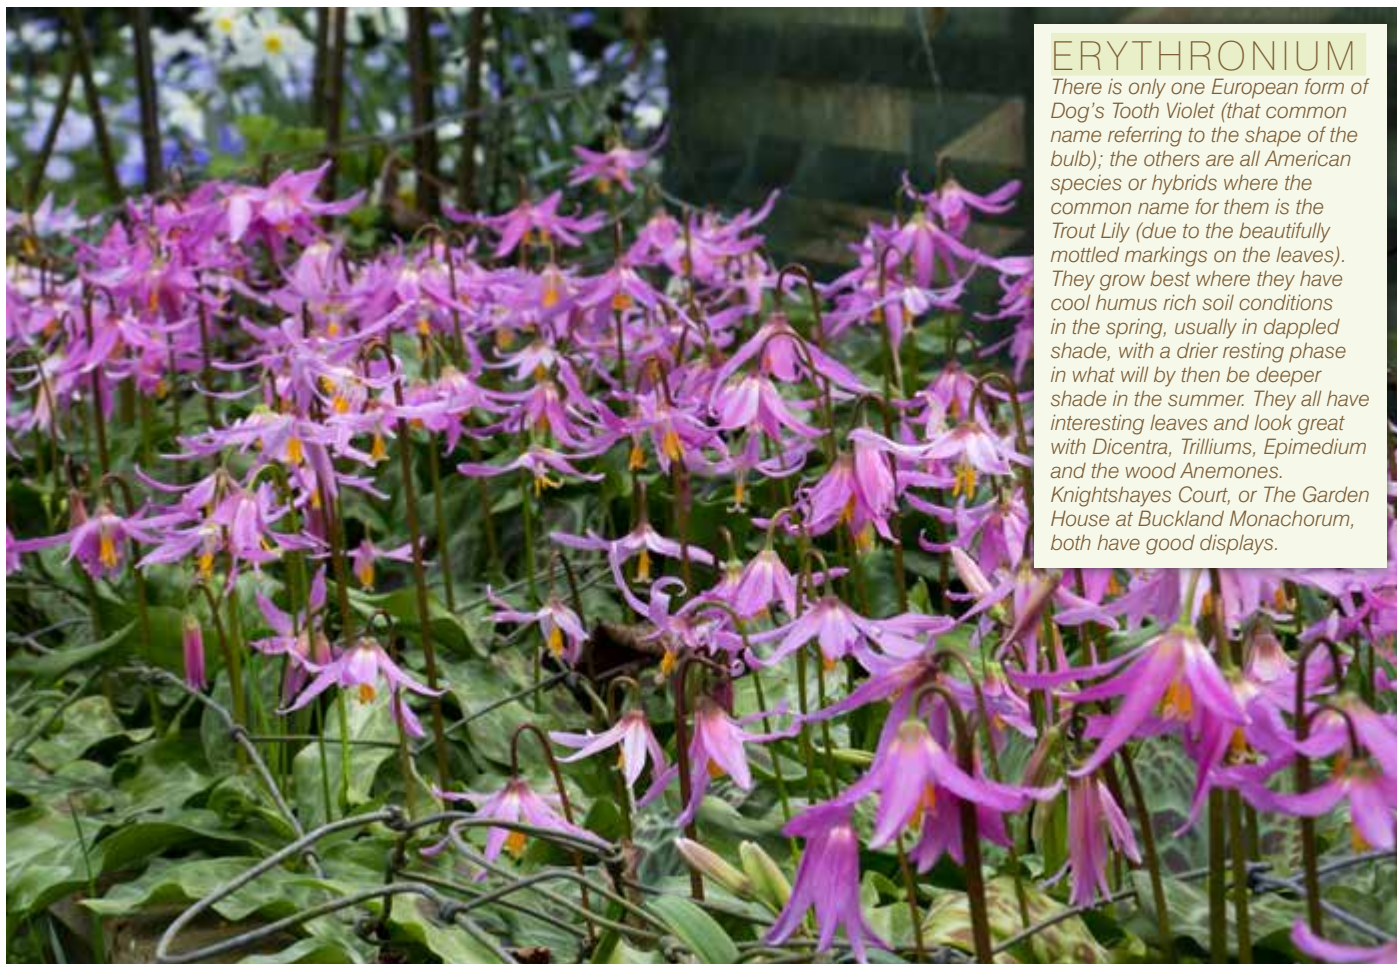 ERYTHRONIUM
There is only one European form of
Dog's Tooth Violet (that common
name referring to the shape of the
bulb); the others are all American
species or hybrids where the
common name for them is the
Trout Lily (due to the beautifully
mottled markings on the leaves).
They grow best where they have
cool humus rich soil conditions
in the spring, usually in dappled
shade, with a drier resting phase
in what will by then be deeper
shade in the summer. They all have
interesting leaves and look great
with Dicentra, Trilliums, Epimedium
and the wood Anemones.
Knightshayes Court, or The Garden
House at Buckland Monachorum,
both have good displays.